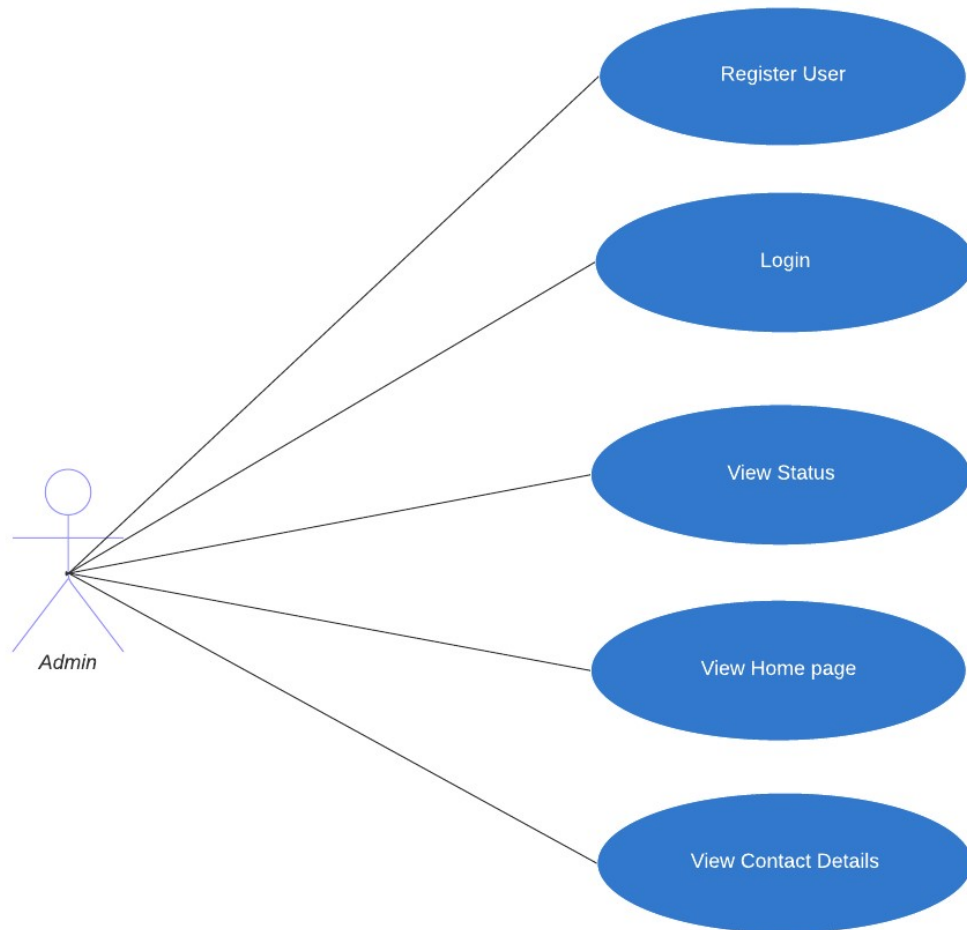 Register User
Login
View Status
View Home page
View Contact Details
Admin